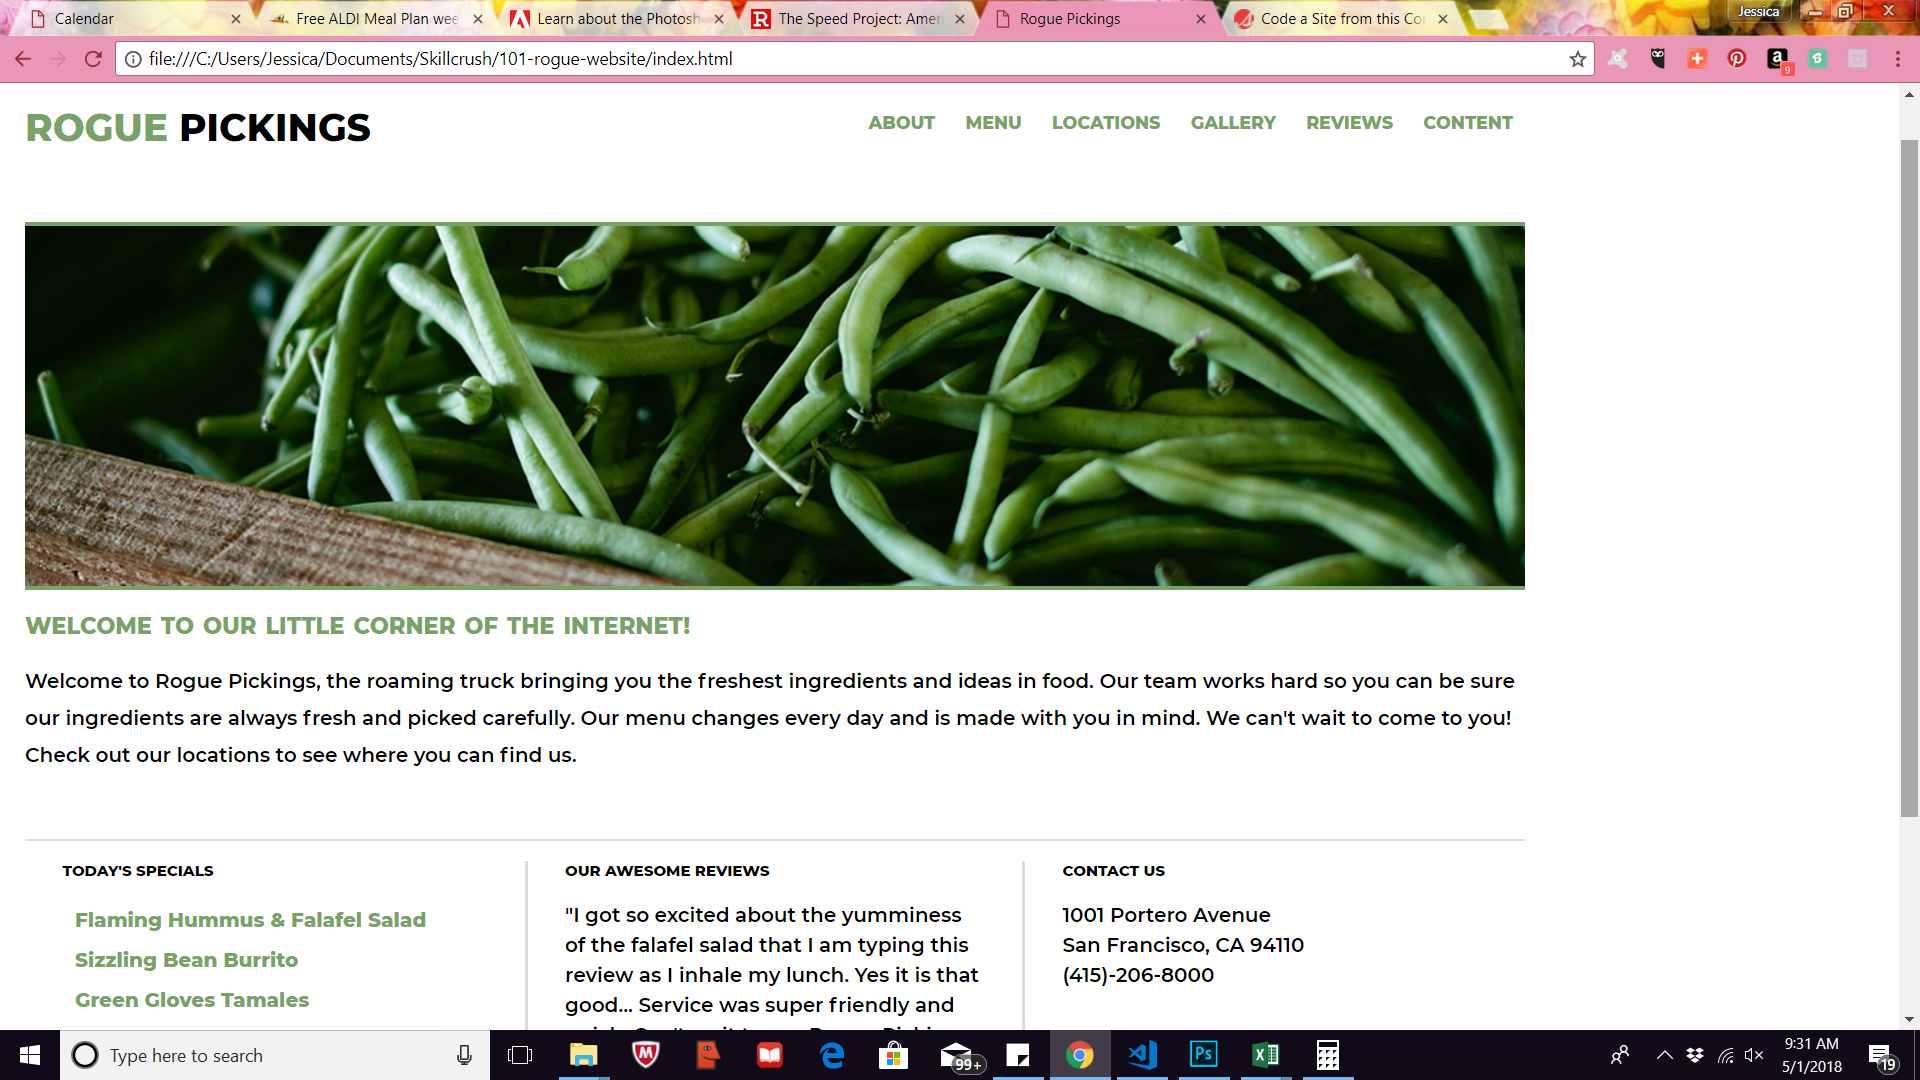 Calendar
Free ALDI Meal Plan wee
Learn about the Photosh
The Speed Project: Amer
Rogue Pickings
Code a Site from this Co
Jessica
file:///C:/Users/Jessica/Documents/Skillcrush/101-rogue-website/index.html
9
ROGUE PICKINGS
ABOUT MENU LOCATIONS GALLERY REVIEWS CONTENT
WELCOME TO OUR LITTLE CORNER OF THE INTERNET!
Welcome to Rogue Pickings, the roaming truck bringing you the freshest ingredients and ideas in food. Our team works hard so you can be sure
our ingredients are always fresh and picked carefully. Our menu changes every day and is made with you in mind. We can't wait to come to you!
Check out our locations to see where you can find us.
TODAY'S SPECIALS
Flaming Hummus & Falafel Salad
Sizzling Bean Burrito
Green Gloves Tamales
OUR AWESOME REVIEWS
"I got so excited about the yumminess
of the falafel salad that I am typing this
review as I inhale my lunch. Yes it is that
good... Service was super friendly and
CONTACT US
1001 Portero Avenue
San Francisco, CA 94110
(415)-206-8000
Type here to search
99+
Ps
9:31 AM
5/1/2018
19